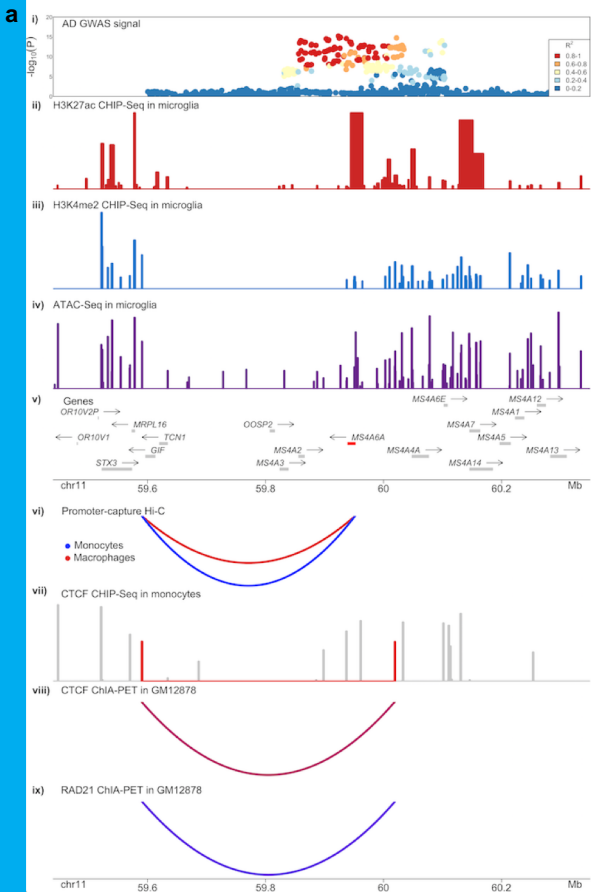 a
i) AD GWAS signal
20
15
10
5
0
-log10(P)
R2
0.8-1
0.6-0.8
0.4-0.6
0.2-0.4
0-0.2
ii) H3K27ac CHIP-Seq in microglia
iii) H3K4me2 CHIP-Seq in microglia
iv) ATAC-Seq in microglia
v) Genes
MS4A6E MS4A12
OR10V2P MS4A1
MRPL16 OOSP2 MS4A7
OR10V1 TCN1 MS4A6A MS4A5
GIF MS4A2 MS4A4A MS4A13
STX3 MS4A3 MS4A14
chr11 59.6 59.8 60 60.2 Mb
vi) Promoter-capture Hi-C
Monocytes
Macrophages
vii) CTCF CHIP-Seq in monocytes
viii) CTCF ChIA-PET in GM12878
ix) RAD21 ChIA-PET in GM12878
chr11 59.6 59.8 60 60.2 Mb